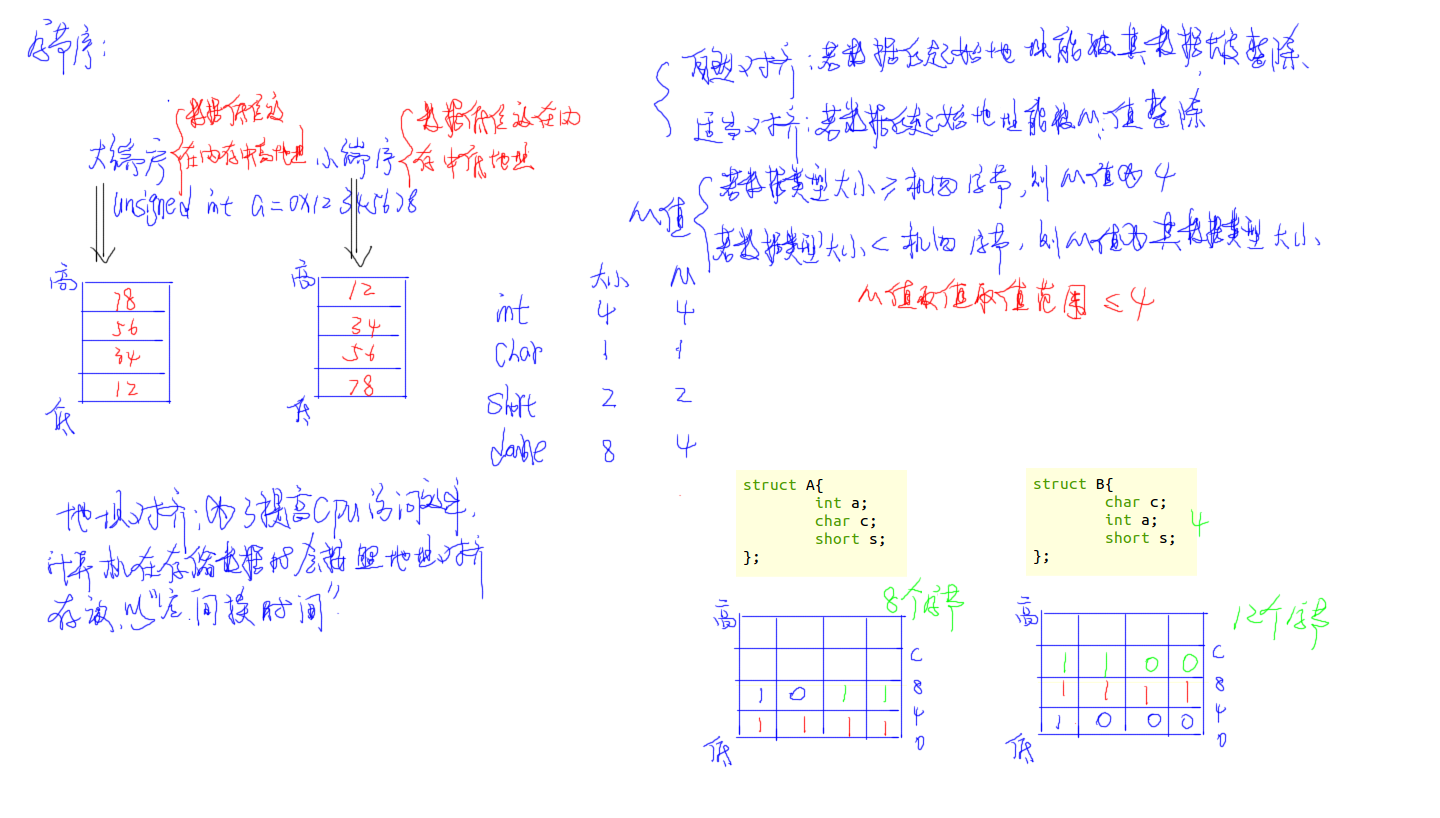 字节序:
大端序
数据低位放
在内存中高地址
小端序
数据低位放在内
存中低地址
unsigned int a = 0x12345678
高
78
56
34
12
低
高
12
34
56
78
低
地址对齐:为了提高CPU访问效率,
计算机在存储数据时会按照地址对齐
存放,以"空间换时间"
自然对齐:若数据在起始地址能被其数据大小整除、
适当对齐:若数据在起始地址能被M值整除
M值
若数据类型大小≥机器字节,则M值为4
若数据类型大小<机器字节,则M值为其数据类型大小、
M值取值取值范围≤4
大小 M
int 4 4
char 1 1
short 2 2
double 8 4
struct A{
int a;
char c;
short s;
};
8个字节
高
C
1 0 1 1 8
1 1 1 1 4
低 0
struct B{
char c;
int a; 4
short s;
};
12个字节
高
C
1 1 0 0
8
1 1 1 1
4
1 0 0 0
低 0